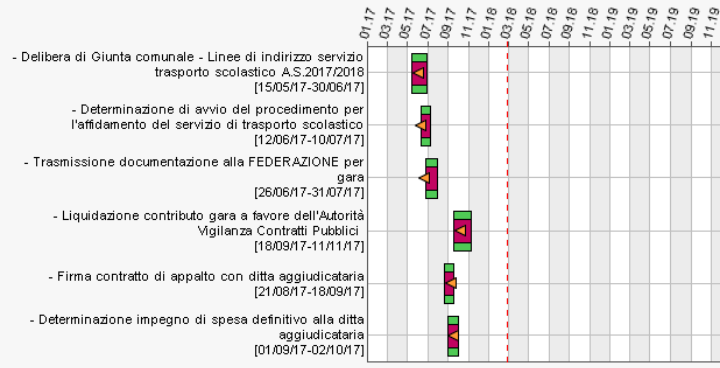 01.17 03.17 05.17 07.17 09.17 11.17 01.18 03.18 05.18 07.18 09.18 11.18 01.19 03.19 05.19 07.19 09.19 11.19
- Delibera di Giunta comunale - Linee di indirizzo servizio
trasporto scolastico A.S.2017/2018
[15/05/17-30/06/17]
- Determinazione di avvio del procedimento per
l'affidamento del servizio di trasporto scolastico
[12/06/17-10/07/17]
- Trasmissione documentazione alla FEDERAZIONE per
gara
[26/06/17-31/07/17]
- Liquidazione contributo gara a favore dell'Autorità
Vigilanza Contratti Pubblici
[18/09/17-11/11/17]
- Firma contratto di appalto con ditta aggiudicataria
[21/08/17-18/09/17]
- Determinazione impegno di spesa definitivo alla ditta
aggiudicataria
[01/09/17-02/10/17]